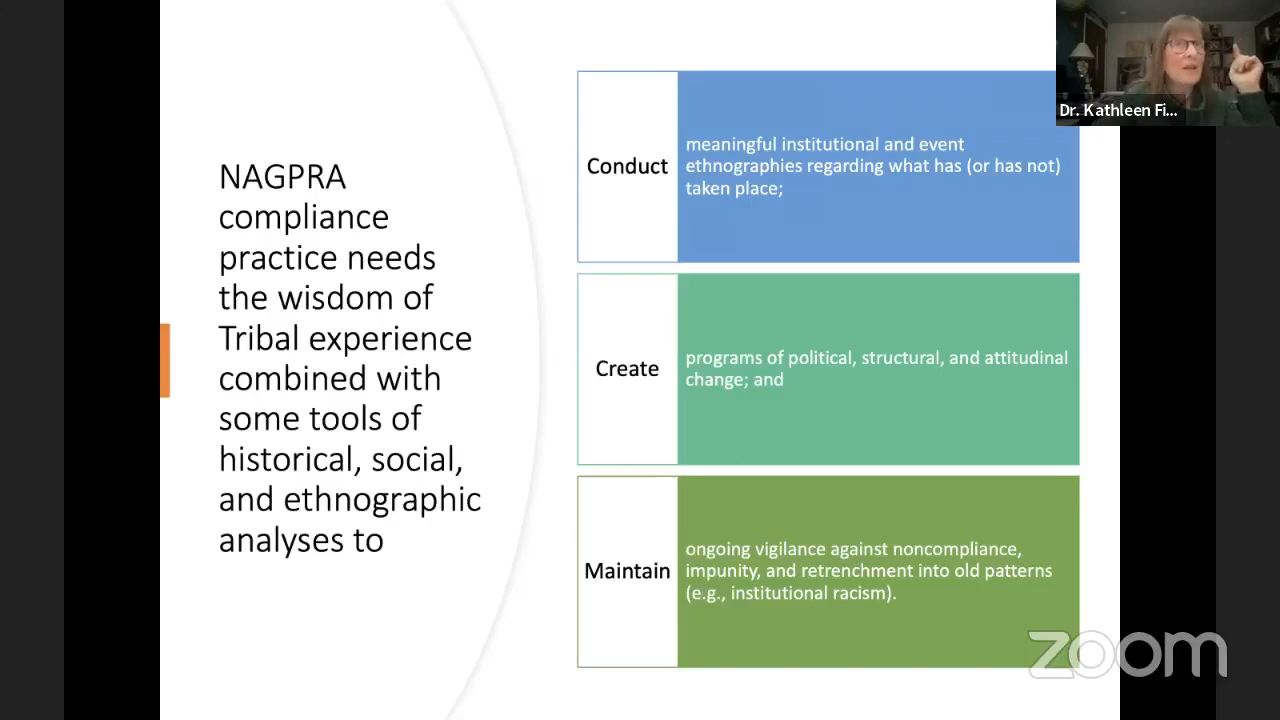 NAGPRA
compliance
practice needs
the wisdom of
Tribal experience
combined with
some tools of
historical, social,
and ethnographic
analyses to
Conduct
meaningful institutional and event
ethnographies regarding what has (or has not)
taken place;
Create
programs of political, structural, and attitudinal
change; and
Maintain
ongoing vigilance against noncompliance,
impunity, and retrenchment into old patterns
(e.g., institutional racism).
Dr. Kathleen Fi...
zoom